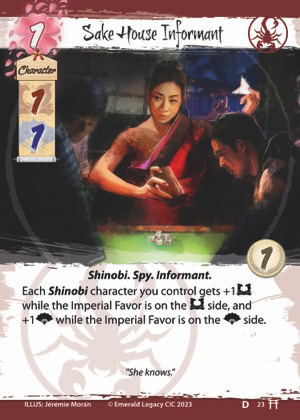 1
Sake House Informant
Character
1
1
1
Shinobi. Spy. Informant.
Each Shinobi character you control gets +1
while the Imperial Favor is on the side, and
+1 while the Imperial Favor is on the side.
"She knows."
ILLUS: Jérémie Morán © Emerald Legacy CIC 2023 D 23